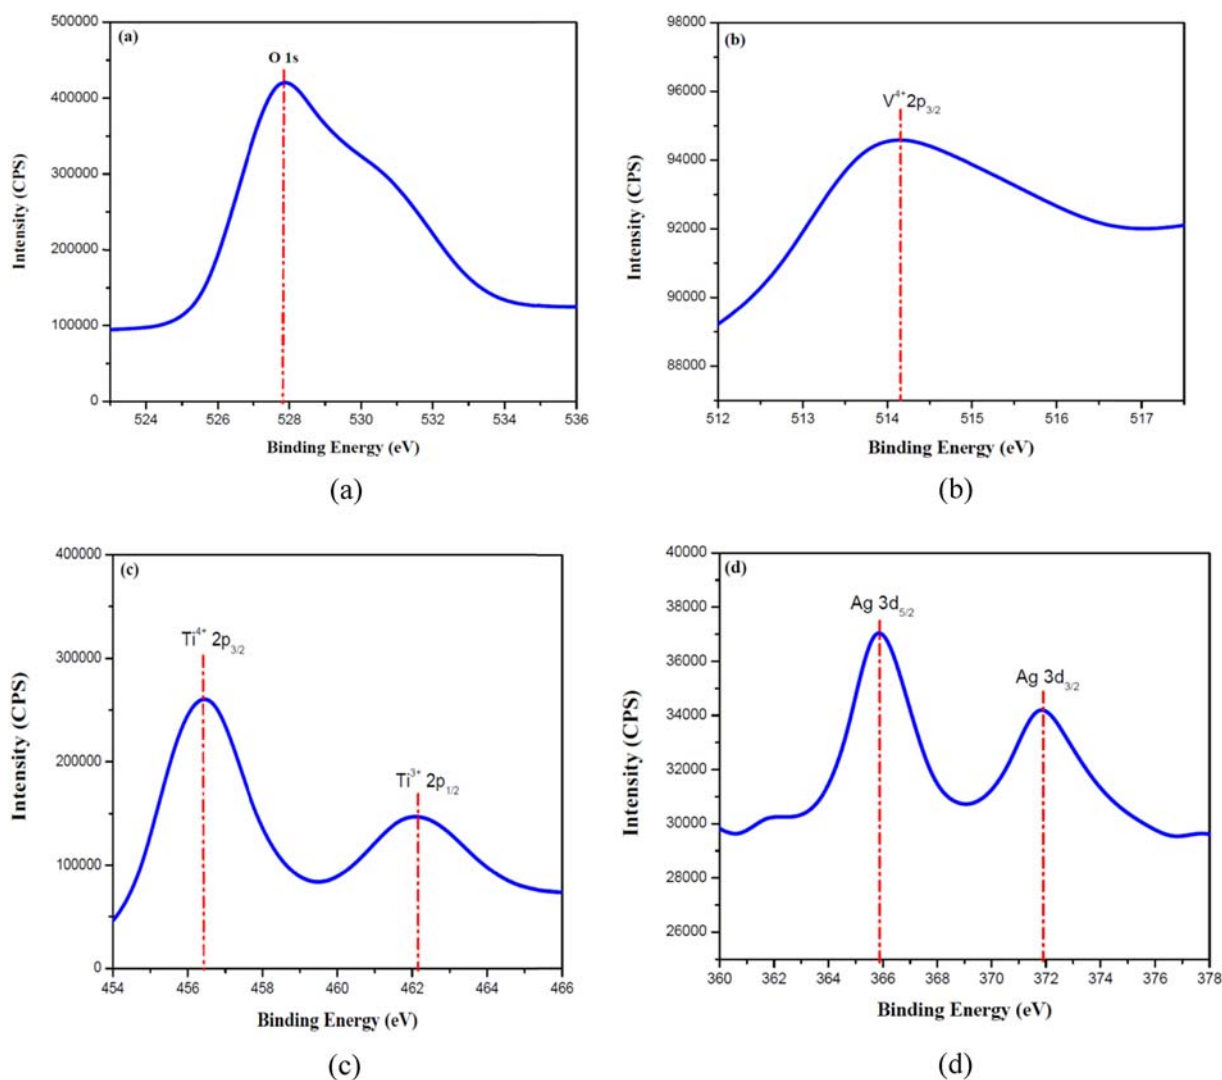 (a)
O 1s
500000
400000
300000
200000
100000
0
Intensity (CPS)
524 526 528 530 532 534 536
Binding Energy (eV)
(a)
(b)
V⁴⁺2p₃/₂
98000
96000
94000
92000
90000
88000
Intensity (CPS)
512 513 514 515 516 517
Binding Energy (eV)
(b)
(c)
Ti⁴⁺ 2p₃/₂
Ti³⁺ 2p₁/₂
400000
300000
200000
100000
0
Intensity (CPS)
454 456 458 460 462 464 466
Binding Energy (eV)
(c)
(d)
Ag 3d₅/₂
Ag 3d₃/₂
40000
38000
36000
34000
32000
30000
28000
26000
Intensity (CPS)
360 362 364 366 368 370 372 374 376 378
Binding Energy (eV)
(d)